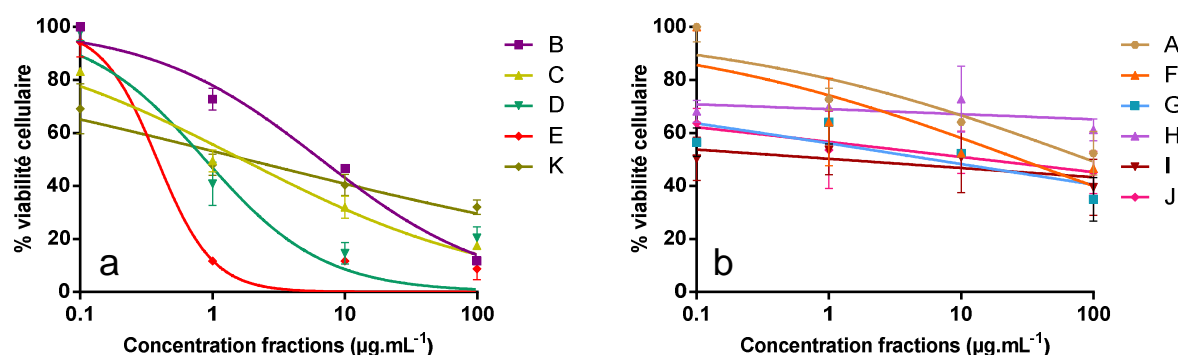 100
80
60
40
20
0
% viabilité cellulaire
a
0.1 1 10 100
Concentration fractions (µg.mL-1)
B
C
D
E
K
100
80
60
40
20
0
% viabilité cellulaire
b
0.1 1 10 100
Concentration fractions (µg.mL-1)
A
F
G
H
I
J